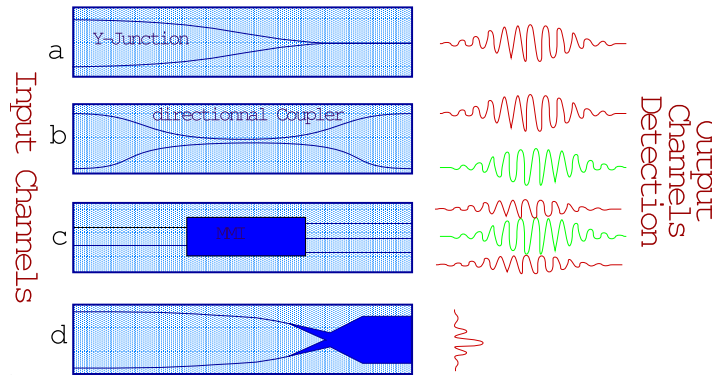 a
Y-Junction
b
directionnal Coupler
c
MMI
d
Input Channels
Output
Channels
Detection